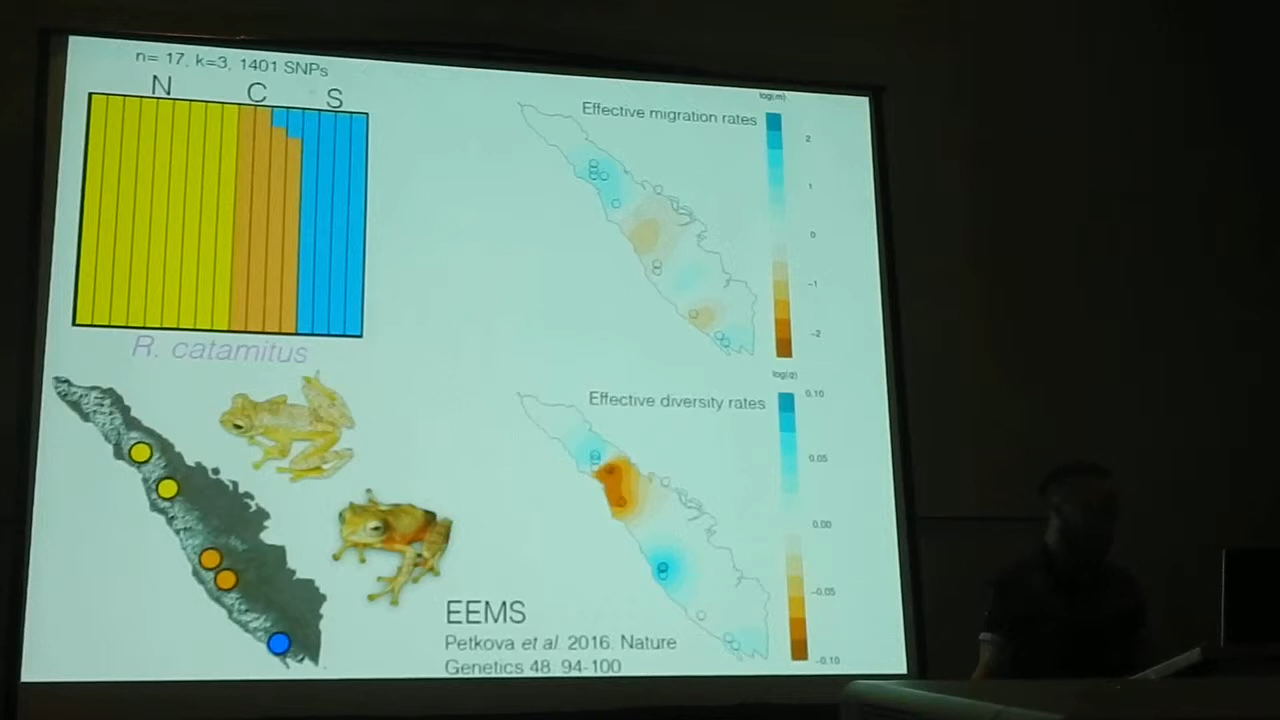 n= 17, k=3, 1401 SNPs
N C S
R. catamitus
Effective migration rates
log(m)
2
1
0
−1
−2
Effective diversity rates
log(q)
0.10
0.05
0.00
−0.05
−0.10
EEMS
Petkova et al. 2016. Nature
Genetics 48: 94-100